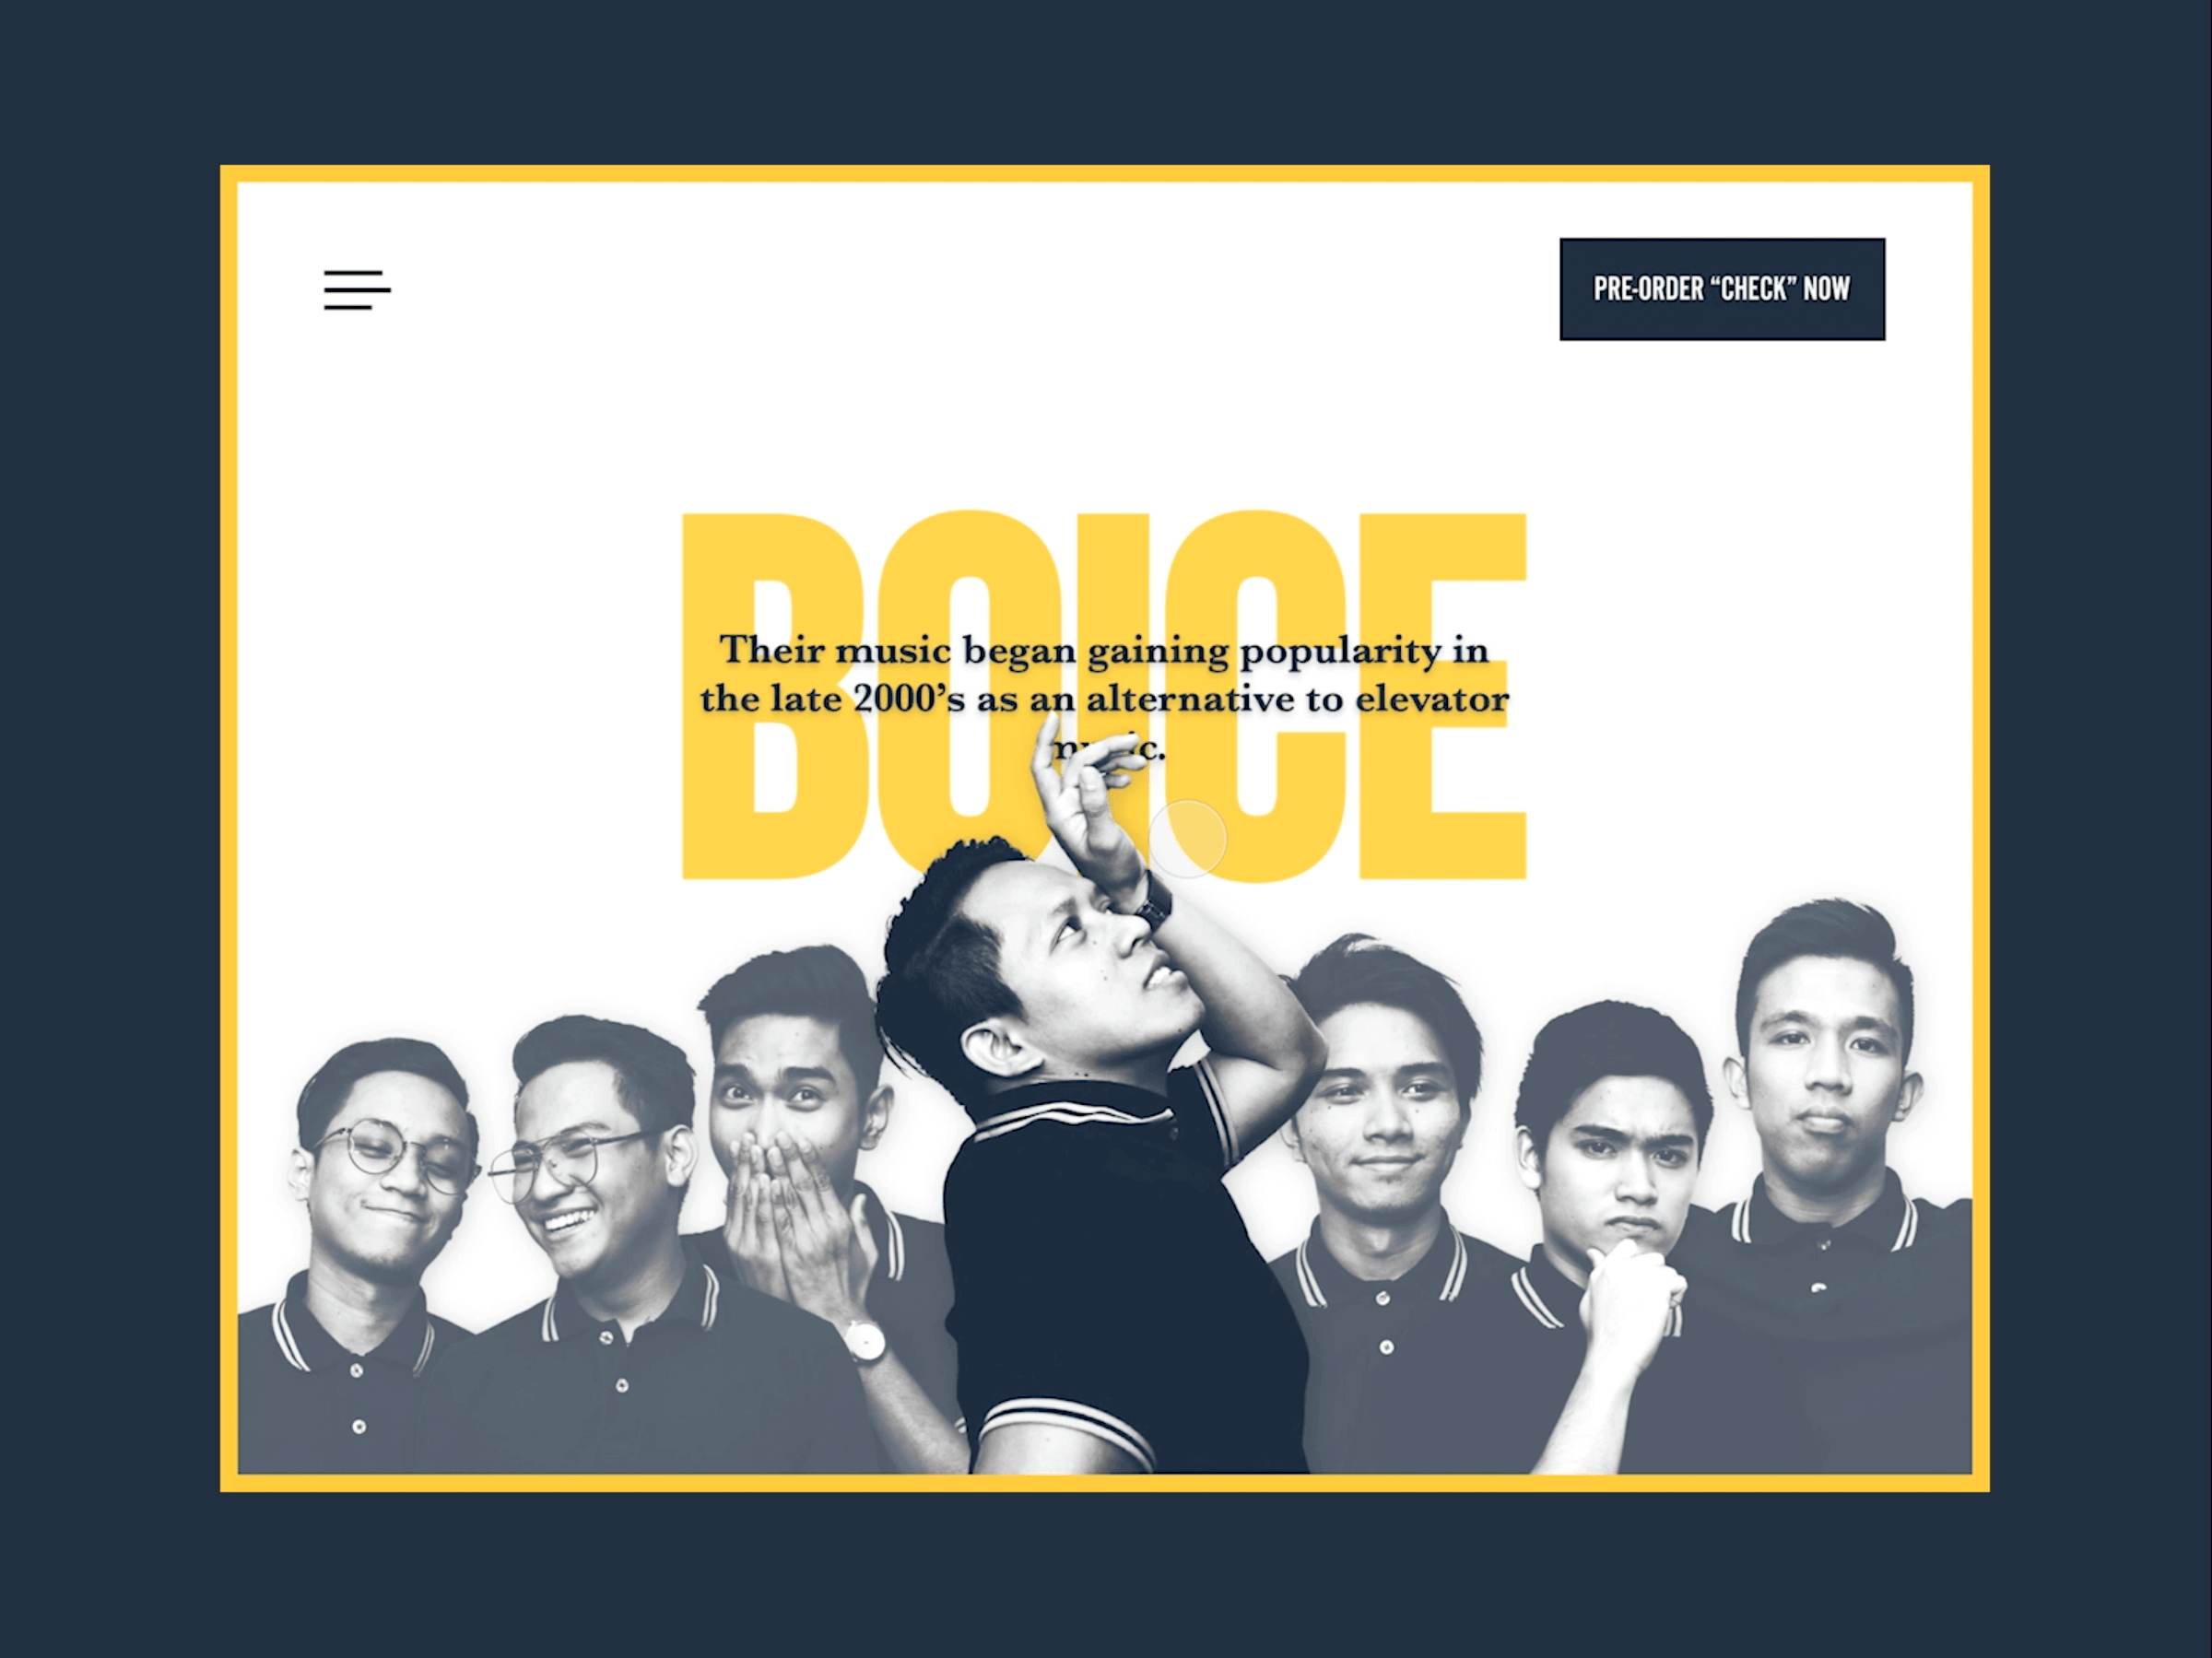 PRE-ORDER “CHECK” NOW
BOICE
Their music began gaining popularity in
the late 2000’s as an alternative to elevator